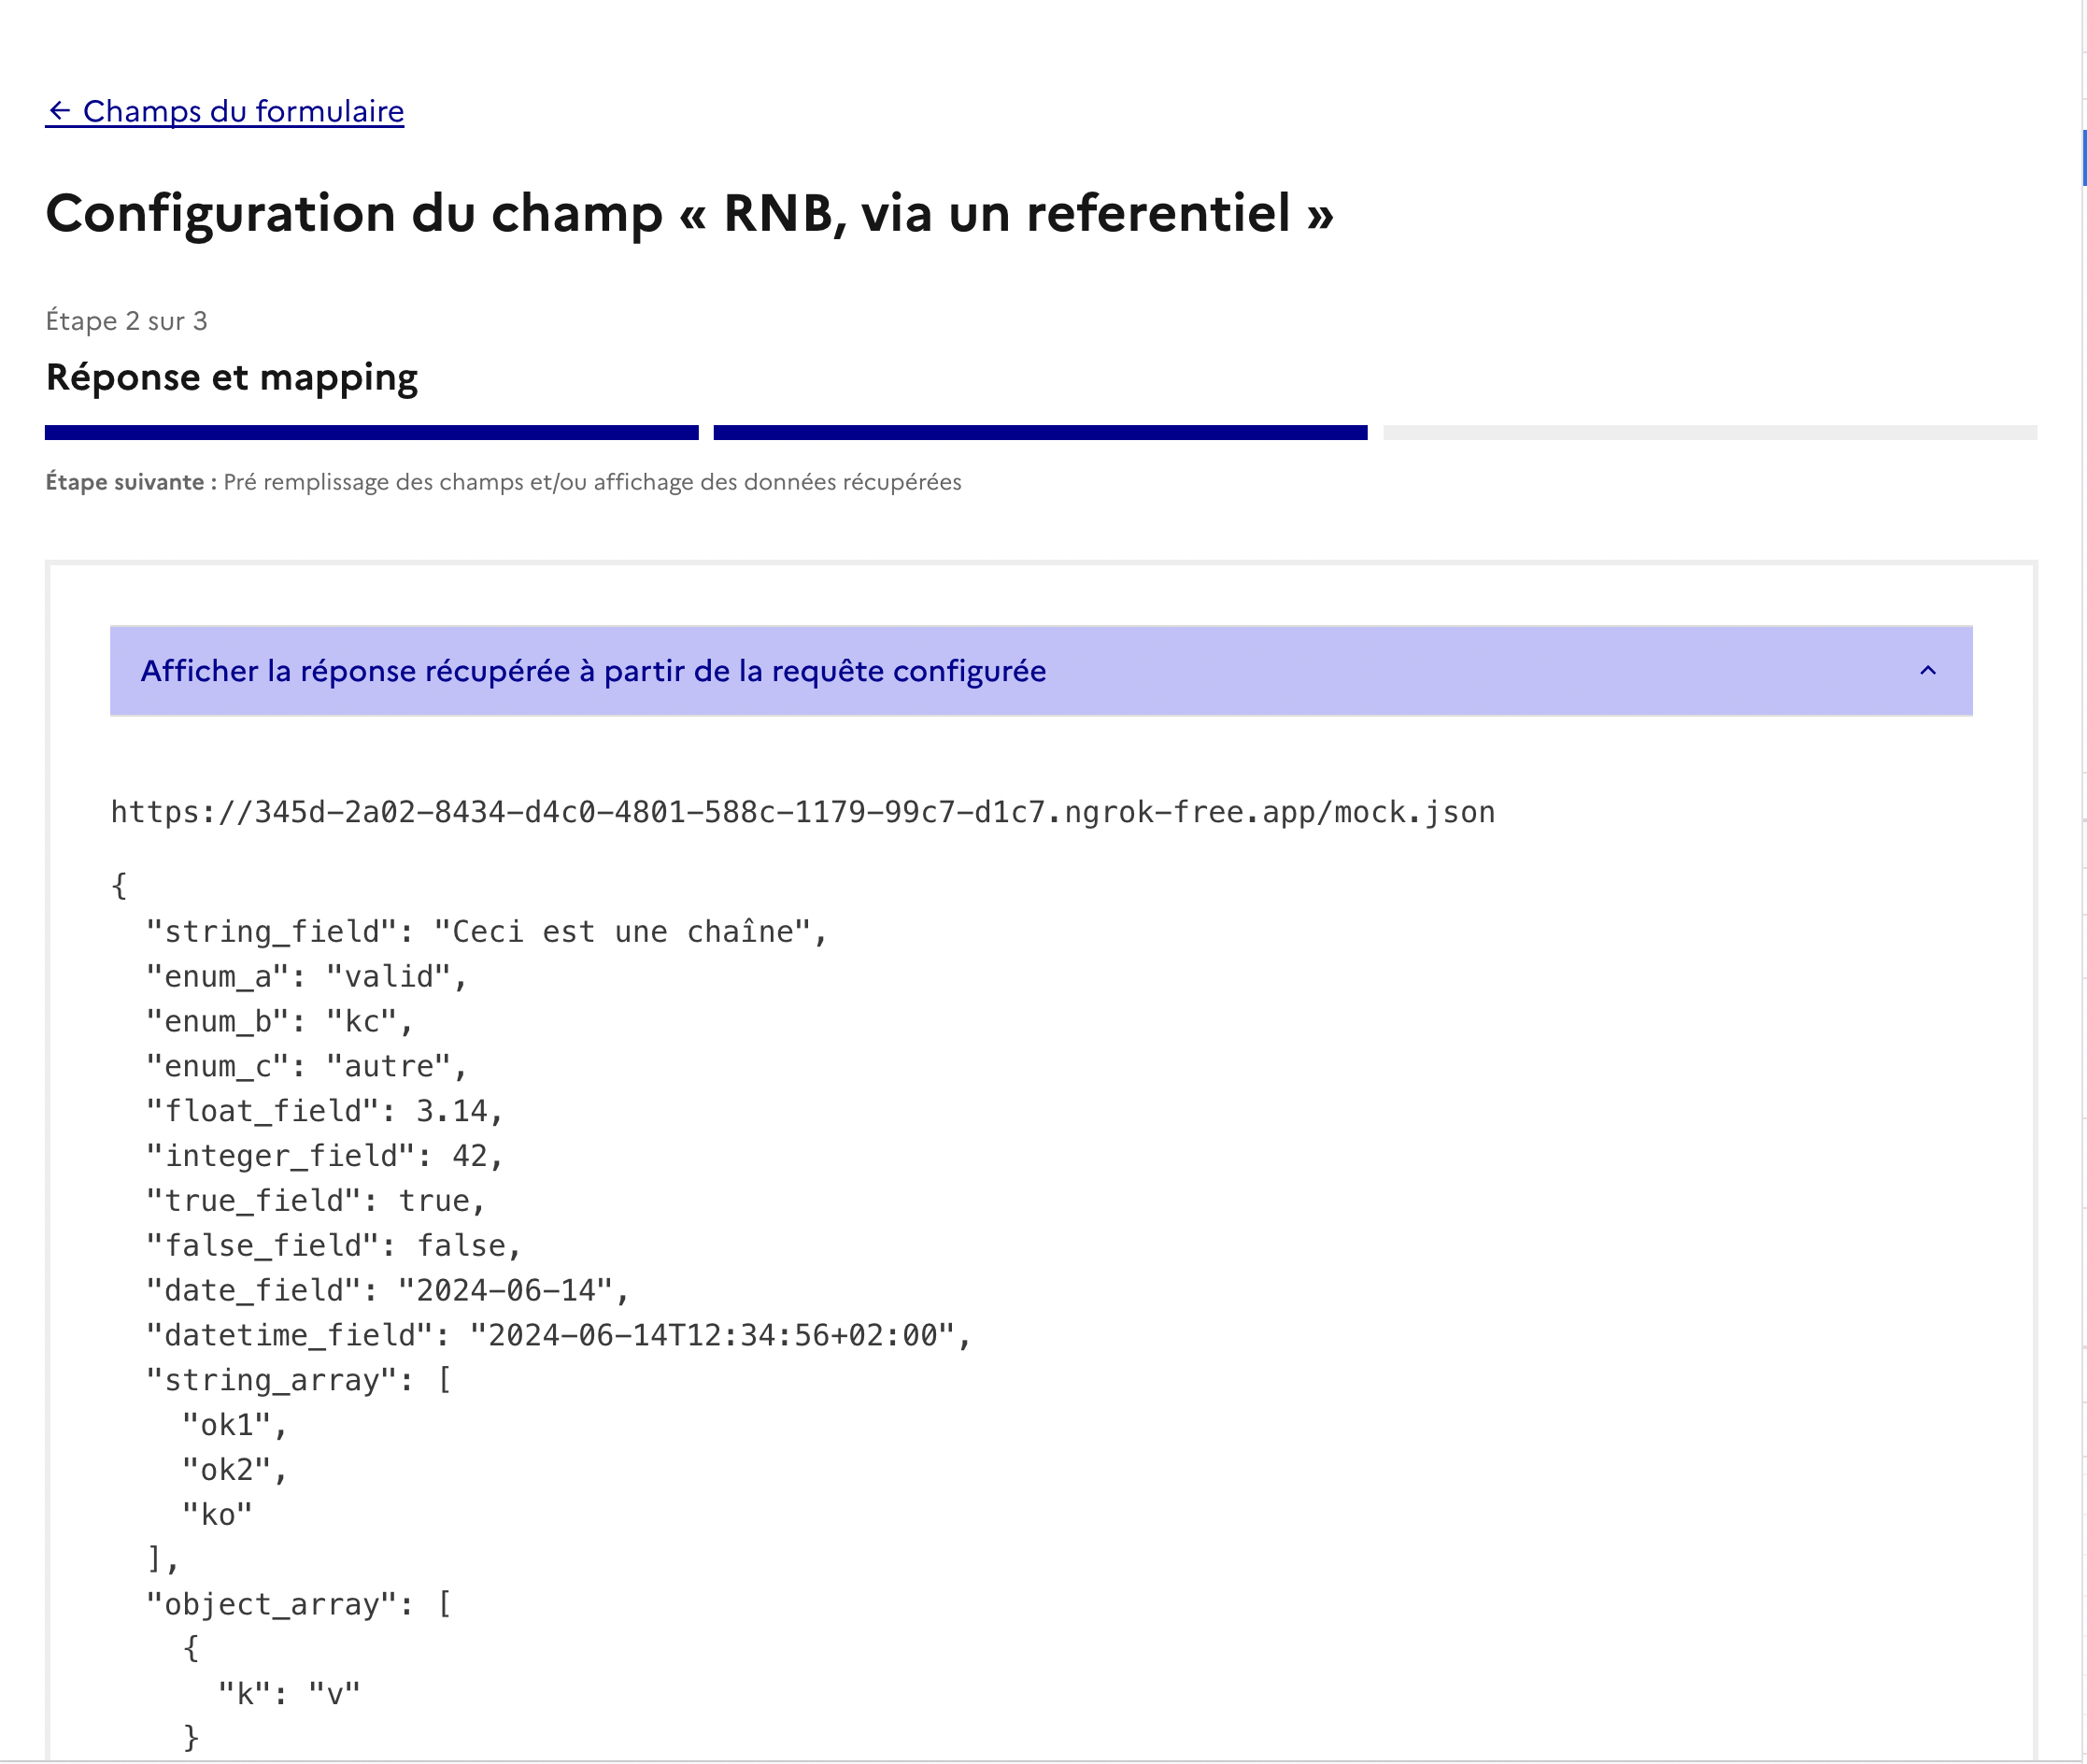 ← Champs du formulaire
Configuration du champ « RNB, via un referentiel »
Étape 2 sur 3
Réponse et mapping
Étape suivante : Pré remplissage des champs et/ou affichage des données récupérées
Afficher la réponse récupérée à partir de la requête configurée
https://345d-2a02-8434-d4c0-4801-588c-1179-99c7-d1c7.ngrok-free.app/mock.json
{
  "string_field": "Ceci est une chaîne",
  "enum_a": "valid",
  "enum_b": "kc",
  "enum_c": "autre",
  "float_field": 3.14,
  "integer_field": 42,
  "true_field": true,
  "false_field": false,
  "date_field": "2024-06-14",
  "datetime_field": "2024-06-14T12:34:56+02:00",
  "string_array": [
    "ok1",
    "ok2",
    "ko"
  ],
  "object_array": [
    {
      "k": "v"
    }